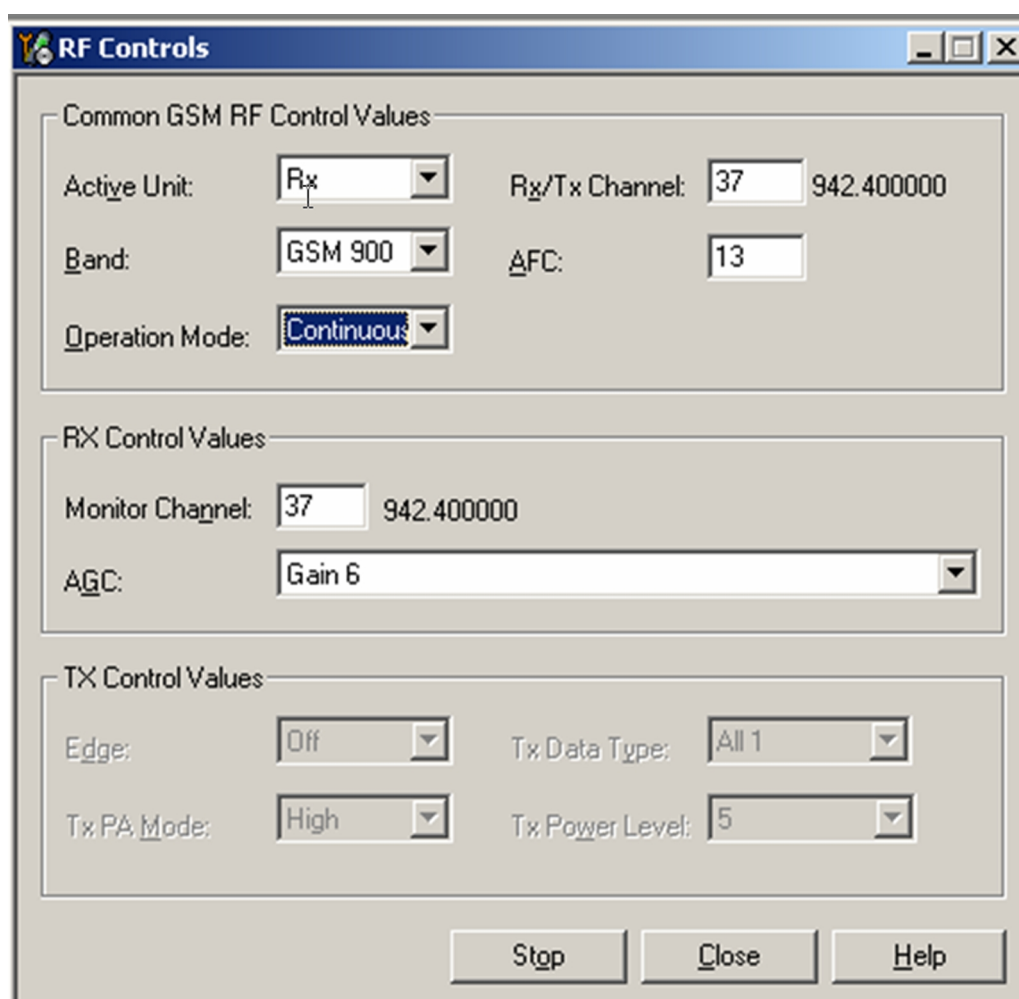 RF Controls
Common GSM RF Control Values
Active Unit: Rx Rx/Tx Channel: 37 942.400000
Band: GSM 900 AFC: 13
Operation Mode: Continuous
RX Control Values
Monitor Channel: 37 942.400000
AGC: Gain 6
TX Control Values
Edge: Off Tx Data Type: All 1
Tx PA Mode: High Tx Power Level: 5
Stop Close Help